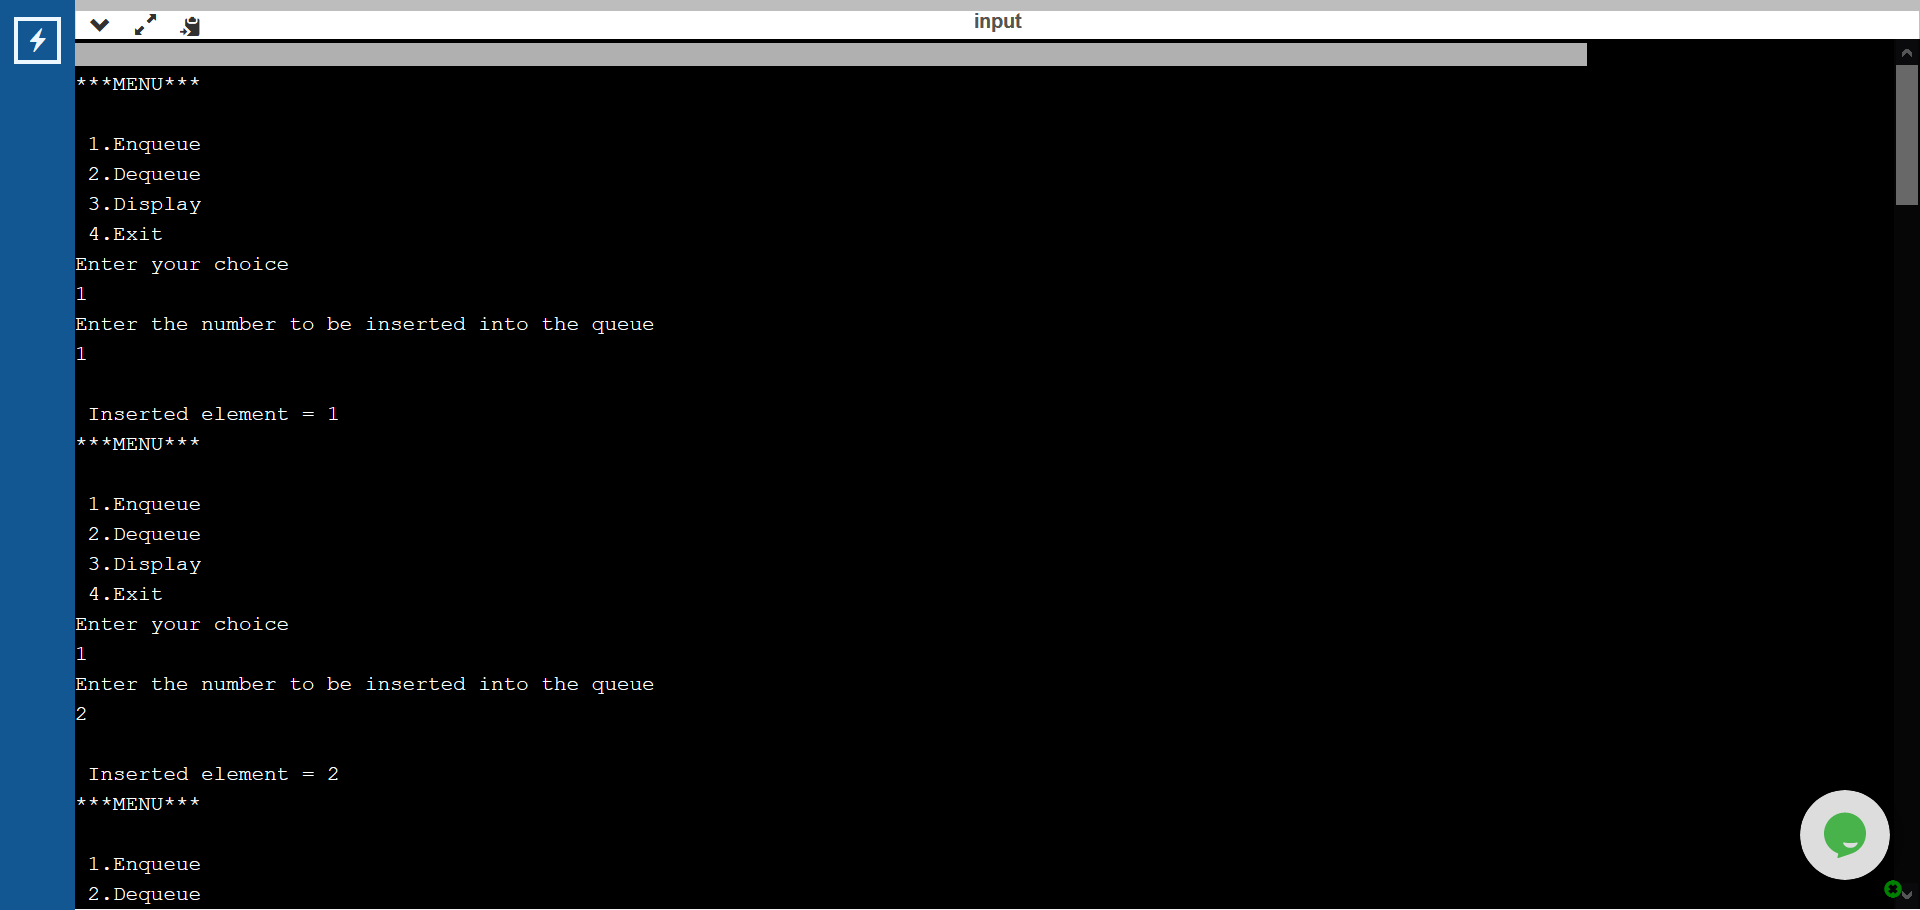 input
***MENU***
1.Enqueue
2.Dequeue
3.Display
4.Exit
Enter your choice
1
Enter the number to be inserted into the queue
1
Inserted element = 1
***MENU***
1.Enqueue
2.Dequeue
3.Display
4.Exit
Enter your choice
1
Enter the number to be inserted into the queue
2
Inserted element = 2
***MENU***
1.Enqueue
2.Dequeue